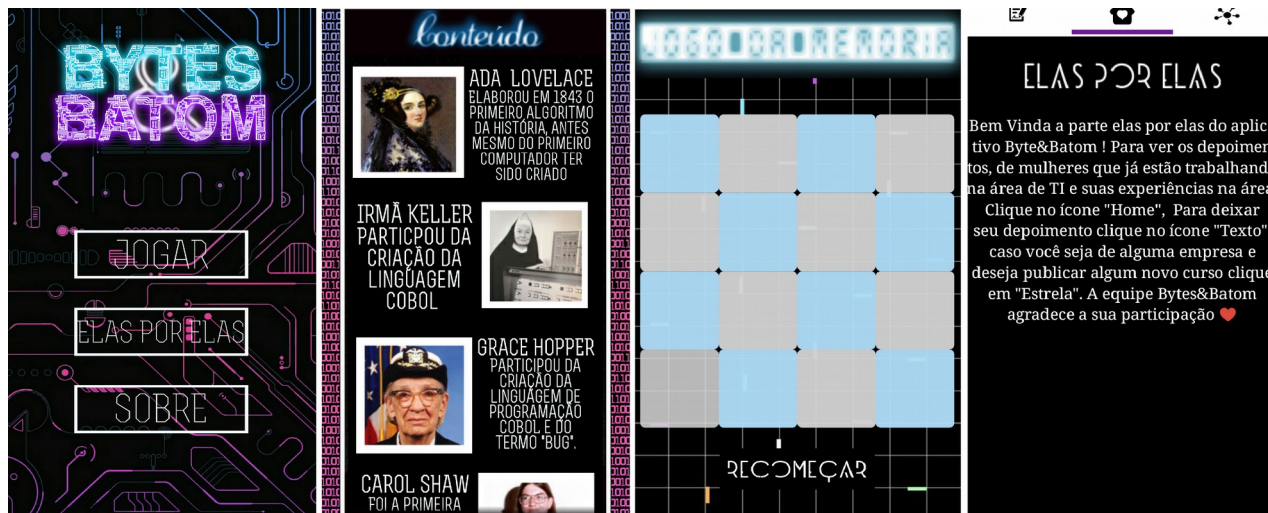 BYTES
&
BATOM
JOGAR
ELAS POR ELAS
SOBRE
Conteúdo
ADA LOVELACE
ELABOROU EM 1843 O
PRIMEIRO ALGORITMO
DA HISTÓRIA, ANTES
MESMO DO PRIMEIRO
COMPUTADOR TER
SIDO CRIADO
IRMÃ KELLER
PARTICPOU DA
CRIAÇÃO DA
LINGUAGEM
COBOL
GRACE HOPPER
PARTICIPOU DA
CRIAÇÃO DA
LINGUAGEM DE
PROGRAMAÇÃO
COBOL E DO
TERMO "BUG".
CAROL SHAW
FOI A PRIMEIRA
JOGO DA MEMORIA
RECOMEÇAR
ELAS POR ELAS
Bem Vinda a parte elas por elas do aplic
tivo Byte&Batom ! Para ver os depoimen
tos, de mulheres que já estão trabalhand
na área de TI e suas experiências na área
Clique no ícone "Home", Para deixar
seu depoimento clique no ícone "Texto"
caso você seja de alguma empresa e
deseja publicar algum novo curso clique
em "Estrela". A equipe Bytes&Batom
agradece a sua participação ❤️